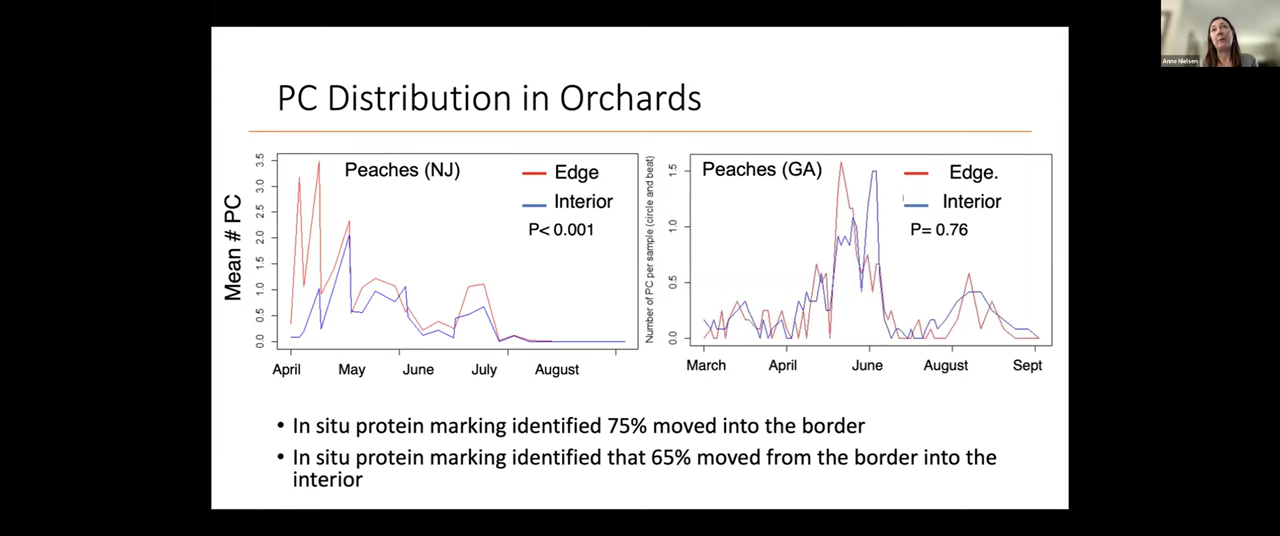 Anne Nielsen
PC Distribution in Orchards
Mean # PC
3.5
3.0
2.5
2.0
1.5
1.0
0.5
0.0
Peaches (NJ)
Edge
Interior
P< 0.001
April May June July August
Number of PC per sample (circle and beat)
1.5
1.0
0.5
0.0
Peaches (GA)
Edge.
Interior
P= 0.76
March April June August Sept
• In situ protein marking identified 75% moved into the border
• In situ protein marking identified that 65% moved from the border into the
interior